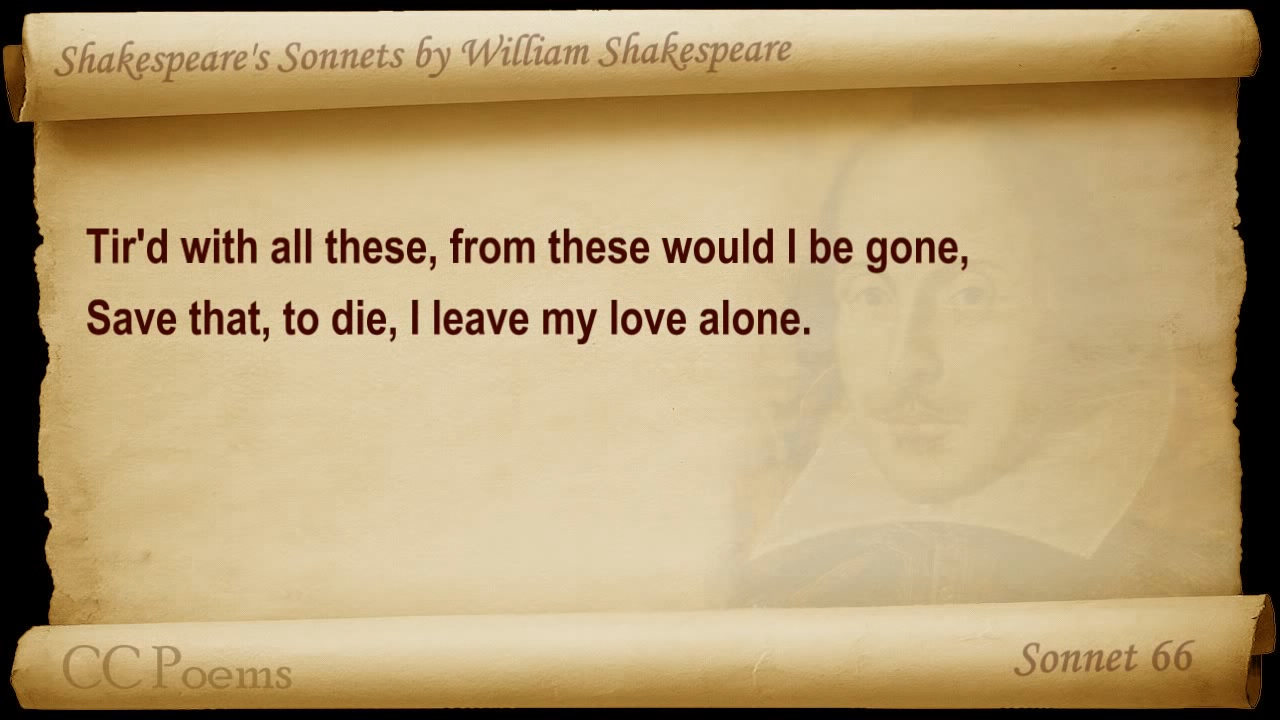 Shakespeare's Sonnets by William Shakespeare
Tir'd with all these, from these would I be gone,
Save that, to die, I leave my love alone.
CC Poems
Sonnet 66